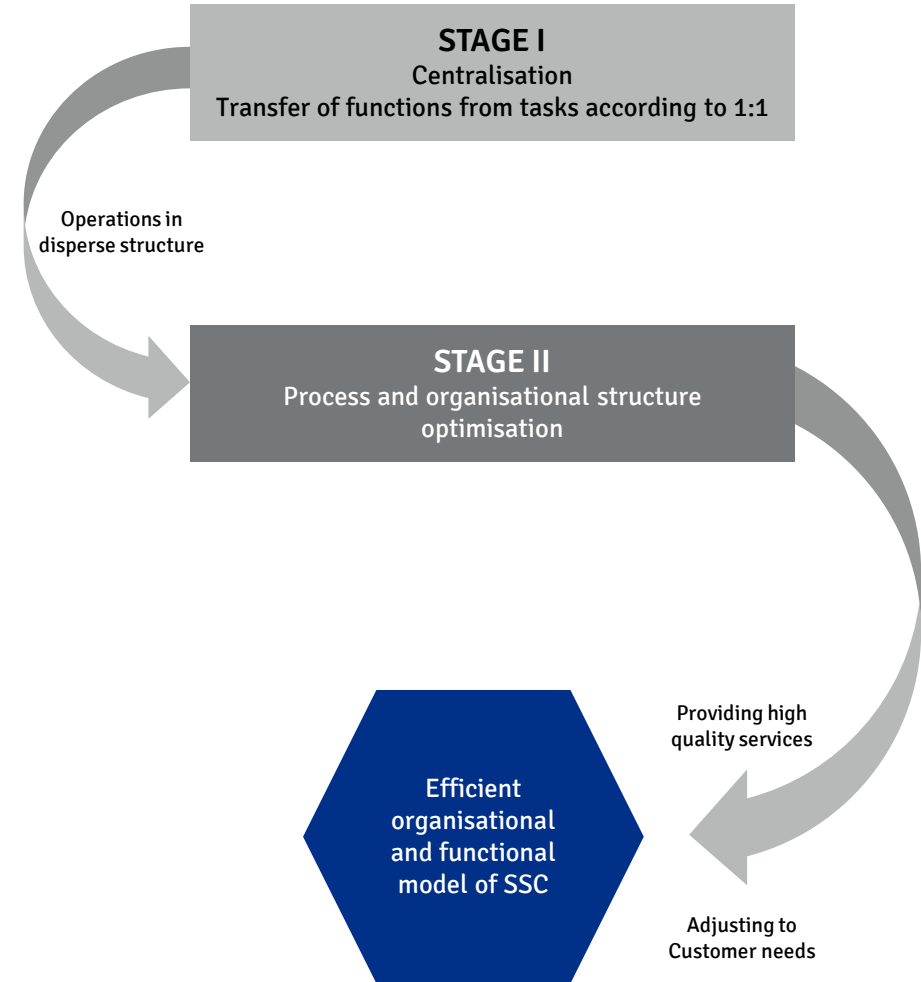 STAGE I
Centralisation
Transfer of functions from tasks according to 1:1
Operations in
disperse structure
STAGE II
Process and organisational structure
optimisation
Providing high
quality services
Efficient
organisational
and functional
model of SSC
Adjusting to
Customer needs